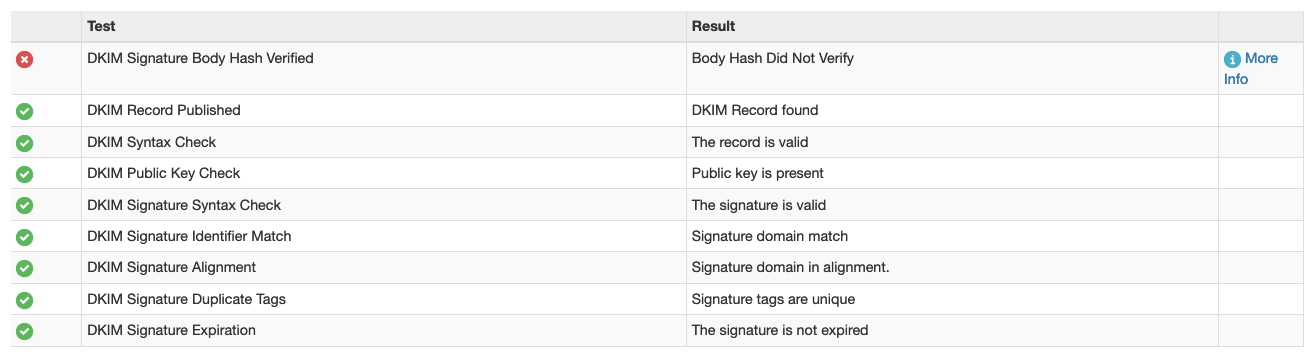 Test Result
DKIM Signature Body Hash Verified Body Hash Did Not Verify More
Info
DKIM Record Published DKIM Record found
DKIM Syntax Check The record is valid
DKIM Public Key Check Public key is present
DKIM Signature Syntax Check The signature is valid
DKIM Signature Identifier Match Signature domain match
DKIM Signature Alignment Signature domain in alignment.
DKIM Signature Duplicate Tags Signature tags are unique
DKIM Signature Expiration The signature is not expired